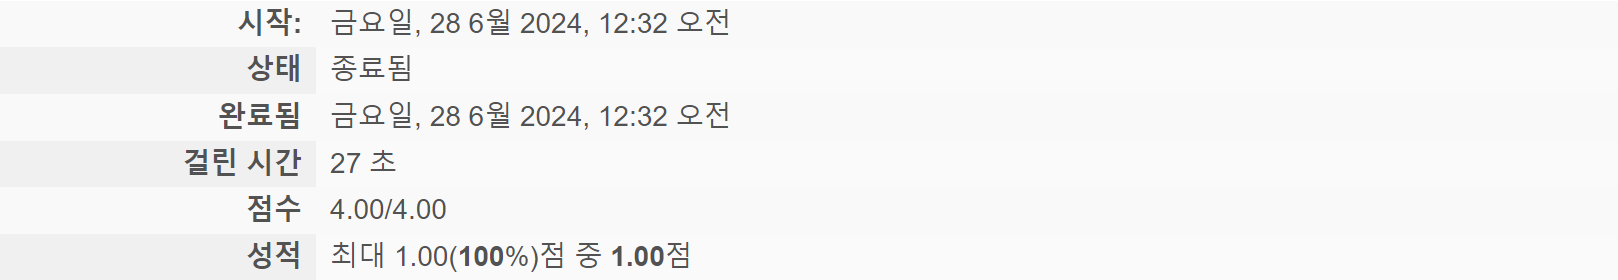 시작: 금요일, 28 6월 2024, 12:32 오전
상태 종료됨
완료됨 금요일, 28 6월 2024, 12:32 오전
걸린 시간 27 초
점수 4.00/4.00
성적 최대 1.00(100%)점 중 1.00점